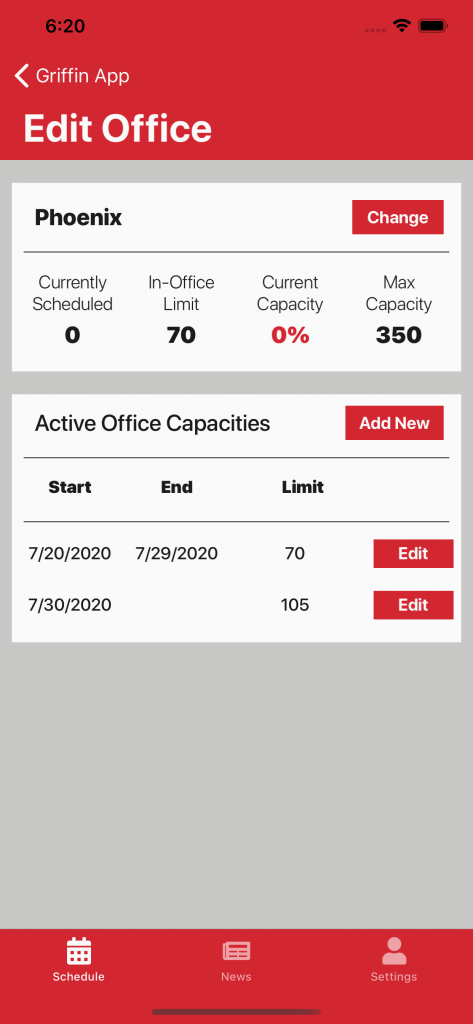 6:20
Griffin App
Edit Office
Phoenix Change
Currently Scheduled In-Office Limit Current Capacity Max Capacity
0 70 0% 350
Active Office Capacities Add New
Start End Limit
7/20/2020 7/29/2020 70 Edit
7/30/2020 105 Edit
Schedule News Settings